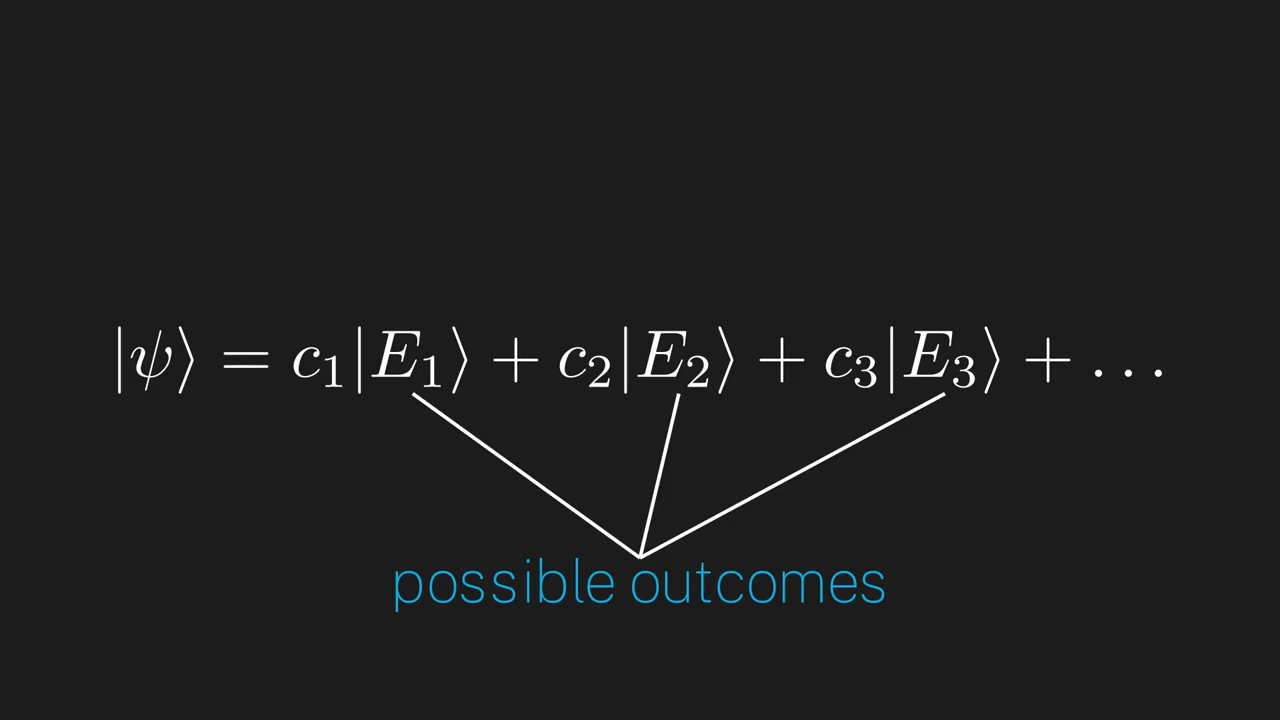 |ψ⟩ = c₁|E₁⟩ + c₂|E₂⟩ + c₃|E₃⟩ + ...
possible outcomes